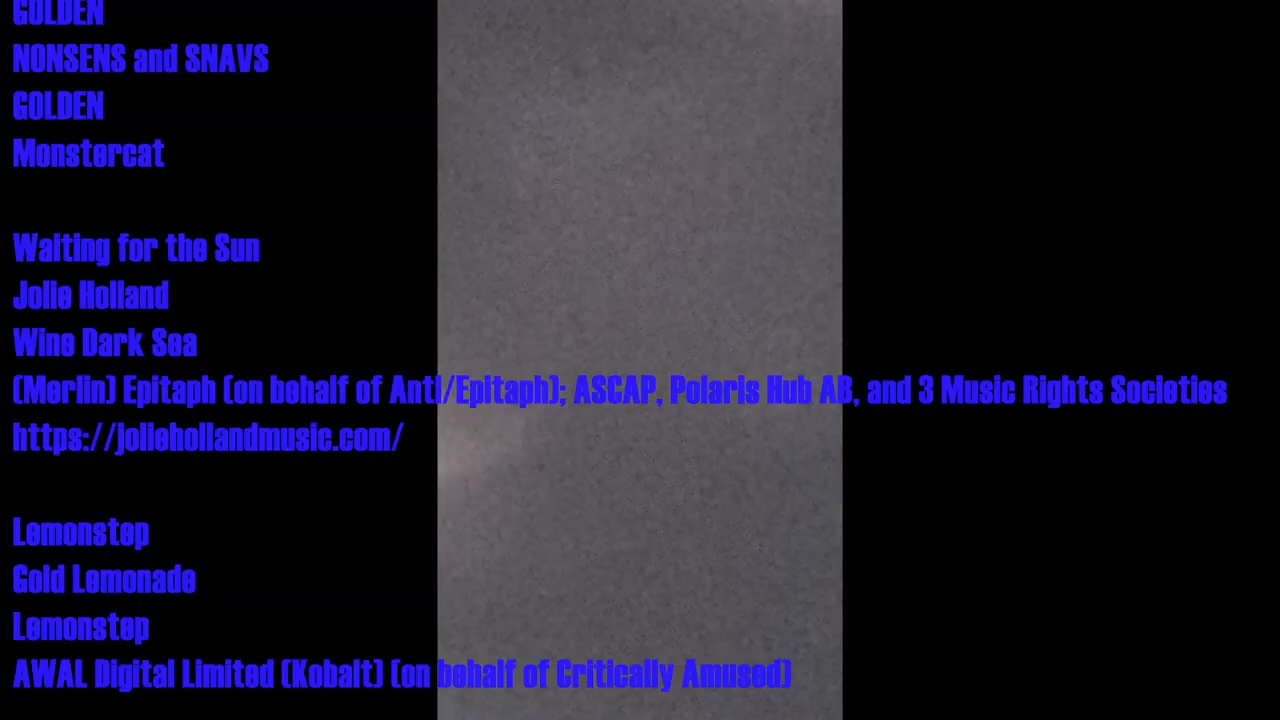 GOLDEN
NONSENS and SNAVS
GOLDEN
Monstercat
Waiting for the Sun
Jolie Holland
Wine Dark Sea
(Merlin) Epitaph (on behalf of Anti/Epitaph); ASCAP, Polaris Hub AB, and 3 Music Rights Societies
https://joliehollandmusic.com/
Lemonstep
Gold Lemonade
Lemonstep
AWAL Digital Limited (Kobalt) (on behalf of Critically Amused)